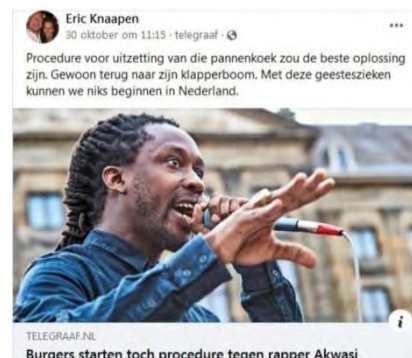 Eric Knaapen
30 oktober om 11:15 · telegraaf ·
Procedure voor uitzetting van die pannenkoek zou de beste oplossing
zijn. Gewoon terug naar zijn klapperboom. Met deze geesteszieken
kunnen we niks beginnen in Nederland.
i
TELEGRAAF.NL
Burgers starten toch procedure tegen rapper Akwasi